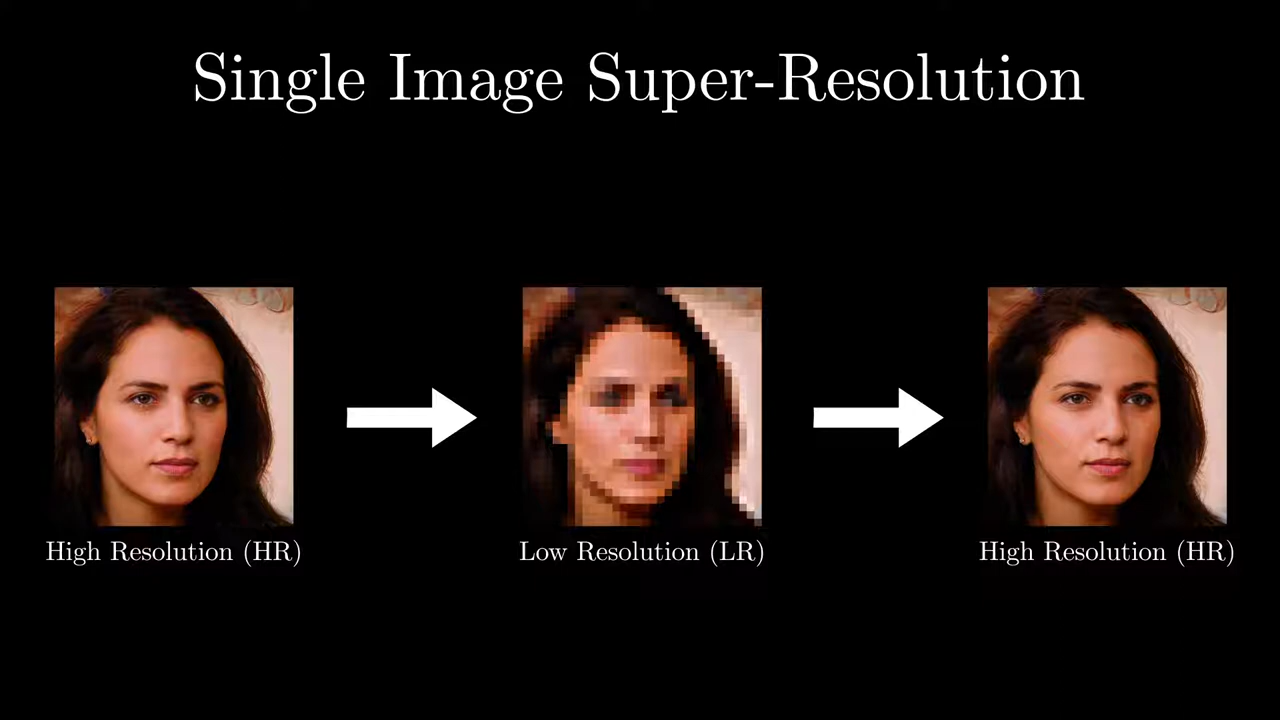 Single Image Super-Resolution
High Resolution (HR)
Low Resolution (LR)
High Resolution (HR)